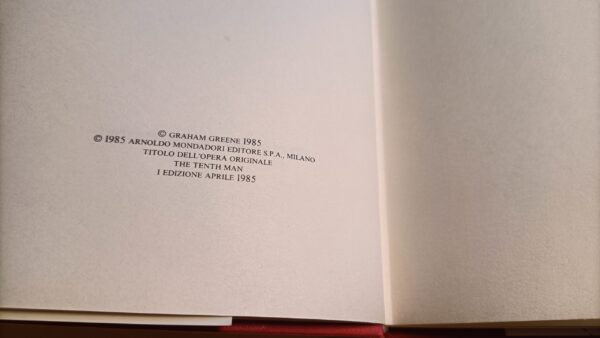 © GRAHAM GREENE 1985
© 1985 ARNOLDO MONDADORI EDITORE S.P.A., MILANO
TITOLO DELL'OPERA ORIGINALE
THE TENTH MAN
I EDIZIONE APRILE 1985